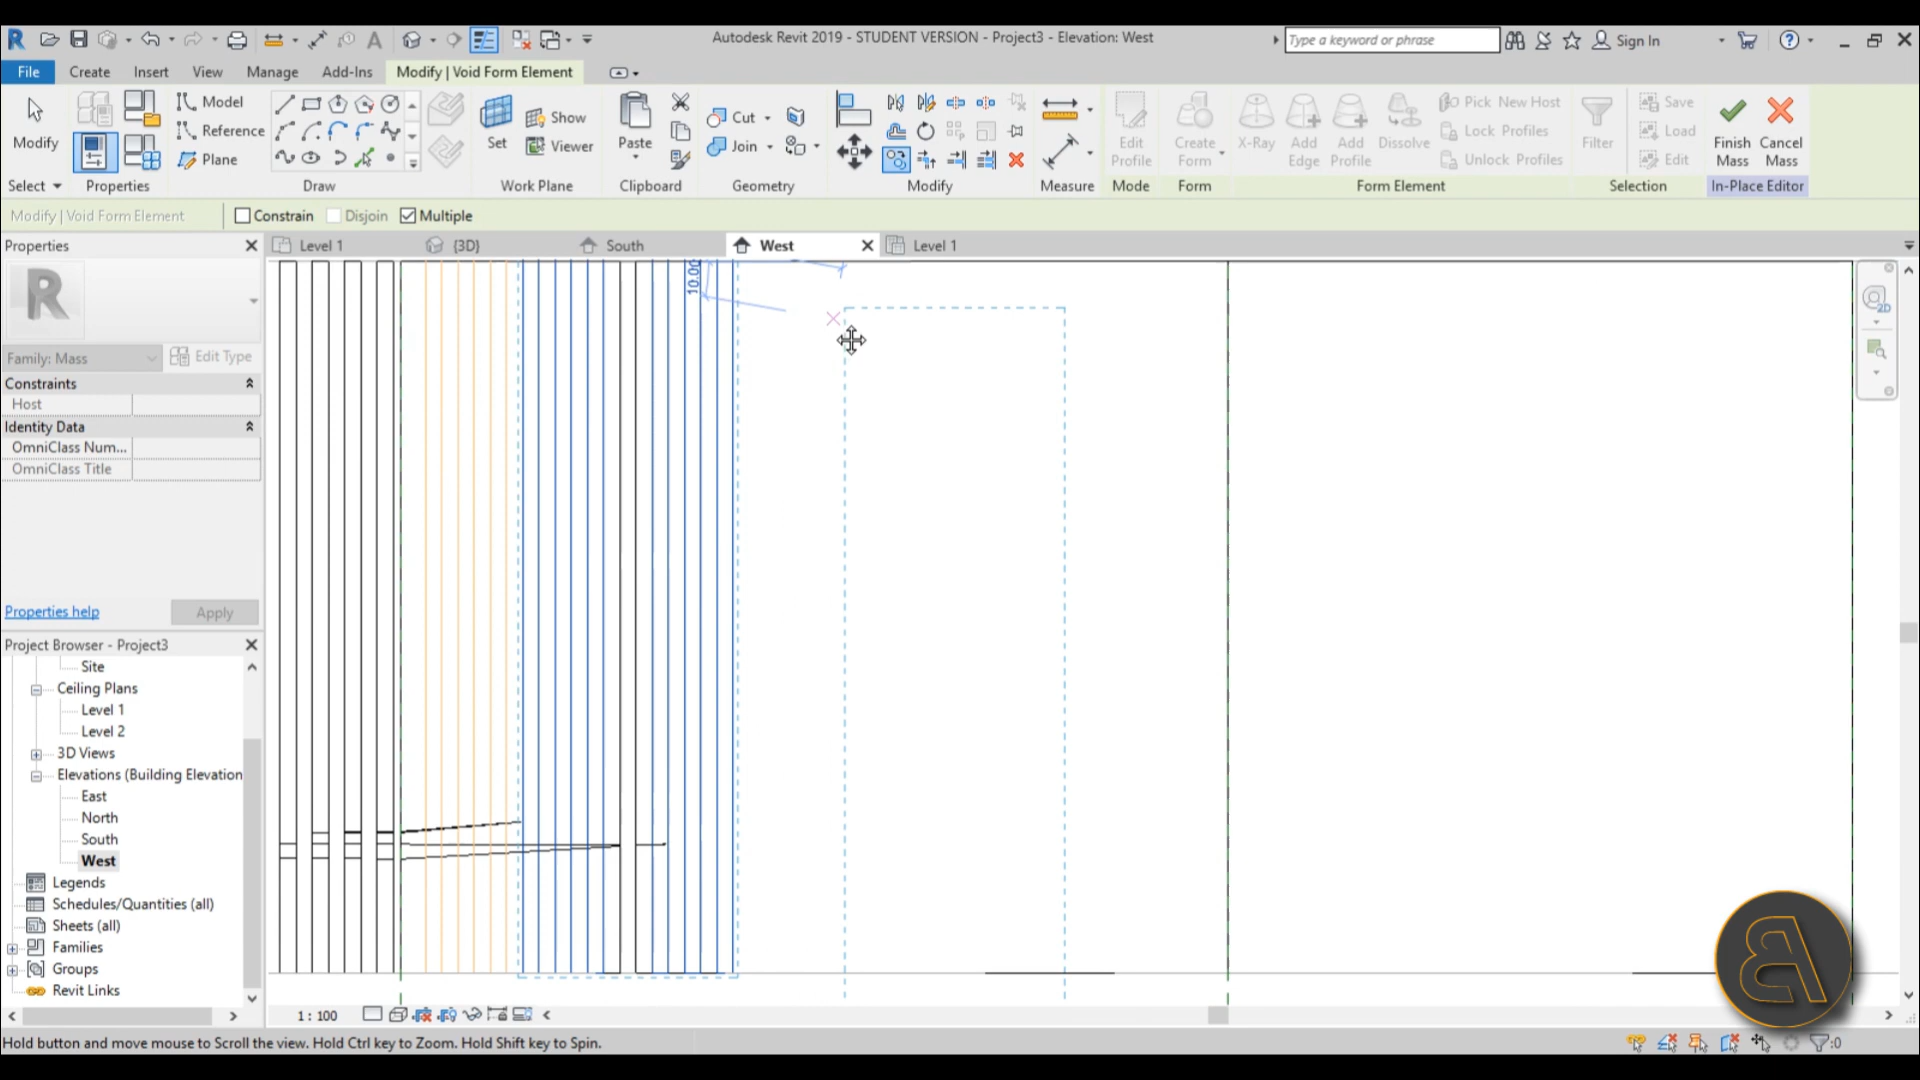 Autodesk Revit 2019 - STUDENT VERSION - Project3 - Elevation: West
Type a keyword or phrase
Sign In
File Create Insert View Manage Add-Ins Modify | Void Form Element
Modify
Select
Properties
Model
Reference
Plane
Draw
Set
Show
Viewer
Work Plane
Paste
Clipboard
Cut
Join
Geometry
Modify
Measure
Edit Profile
Mode
Create Form
Form
X-Ray
Add Edge
Add Profile
Dissolve
Pick New Host
Lock Profiles
Unlock Profiles
Form Element
Filter
Save
Load
Edit
Selection
Finish Mass
Cancel Mass
In-Place Editor
Modify | Void Form Element
Constrain Disjoin Multiple
Properties
Level 1
{3D}
South
West
Level 1
R
2D
10.00
Family: Mass
Edit Type
Constraints
Host
Identity Data
OmniClass Num...
OmniClass Title
Properties help
Apply
Project Browser - Project3
Site
Ceiling Plans
Level 1
Level 2
3D Views
Elevations (Building Elevation
East
North
South
West
Legends
Schedules/Quantities (all)
Sheets (all)
Families
Groups
Revit Links
1 : 100
Hold button and move mouse to Scroll the view. Hold Ctrl key to Zoom. Hold Shift key to Spin.
:0